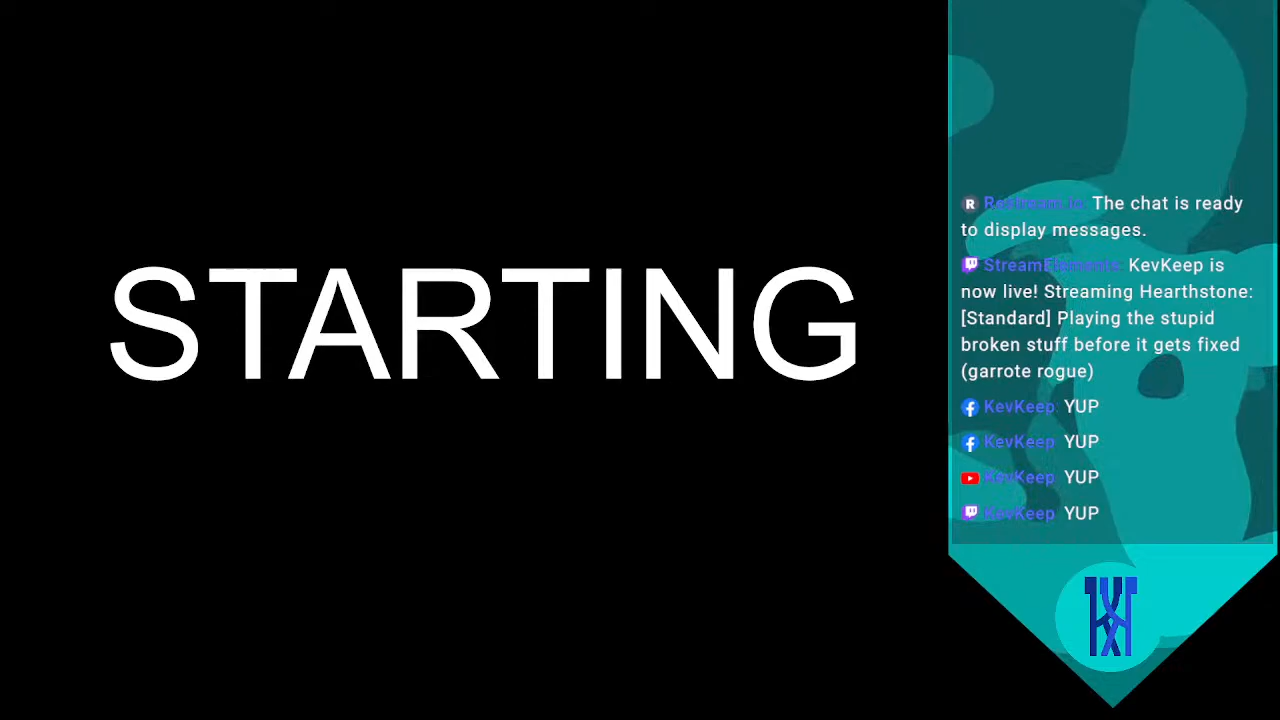 STARTING
R Restream.io: The chat is ready
to display messages.
StreamElements: KevKeep is
now live! Streaming Hearthstone:
[Standard] Playing the stupid
broken stuff before it gets fixed
(garrote rogue)
KevKeep: YUP
KevKeep: YUP
KevKeep: YUP
KevKeep: YUP